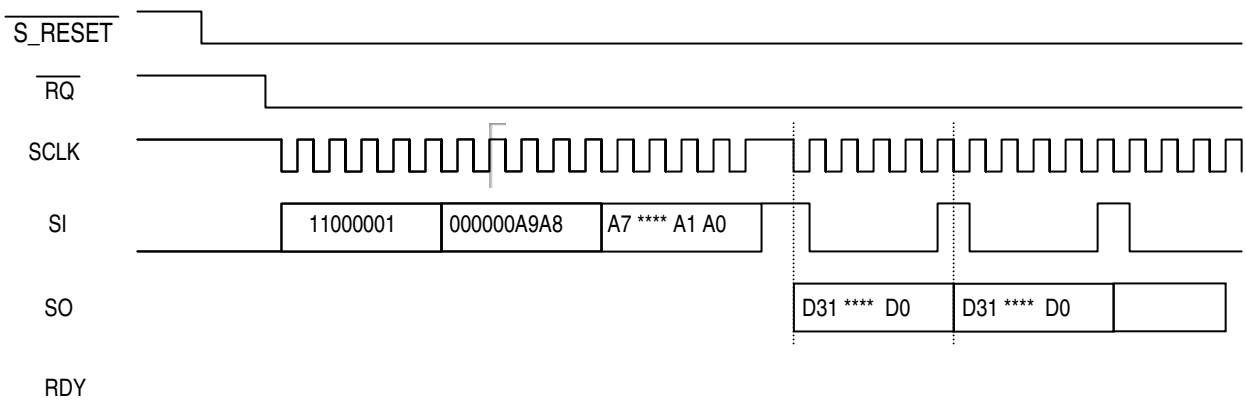 S_RESET
RQ
SCLK
SI 11000001 000000A9A8 A7 **** A1 A0
SO D31 **** D0 D31 **** D0
RDY